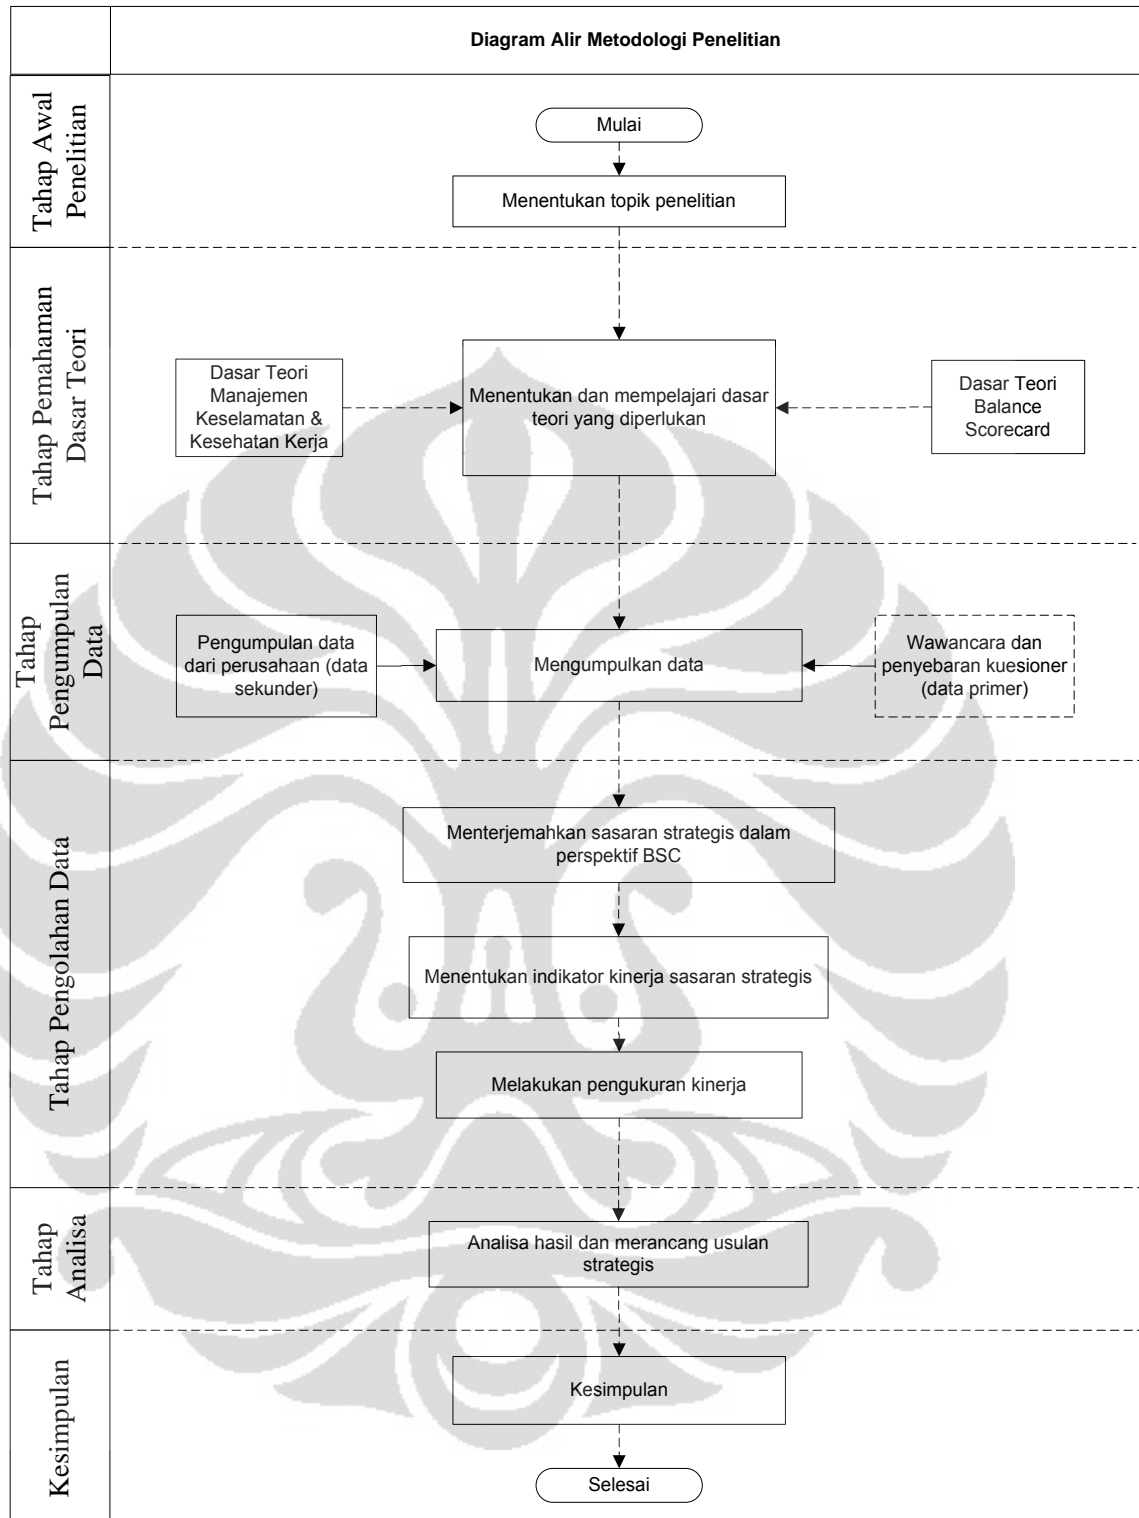 Diagram Alir Metodologi Penelitian
Tahap Awal
Penelitian
Mulai
Menentukan topik penelitian
Tahap Pemahaman
Dasar Teori
Dasar Teori
Manajemen
Keselamatan &
Kesehatan Kerja
Menentukan dan mempelajari dasar
teori yang diperlukan
Dasar Teori
Balance
Scorecard
Tahap
Pengumpulan
Data
Pengumpulan data
dari perusahaan (data
sekunder)
Mengumpulkan data
Wawancara dan
penyebaran kuesioner
(data primer)
Tahap Pengolahan Data
Menterjemahkan sasaran strategis dalam
perspektif BSC
Menentukan indikator kinerja sasaran strategis
Melakukan pengukuran kinerja
Tahap
Analisa
Analisa hasil dan merancang usulan
strategis
Kesimpulan
Kesimpulan
Selesai